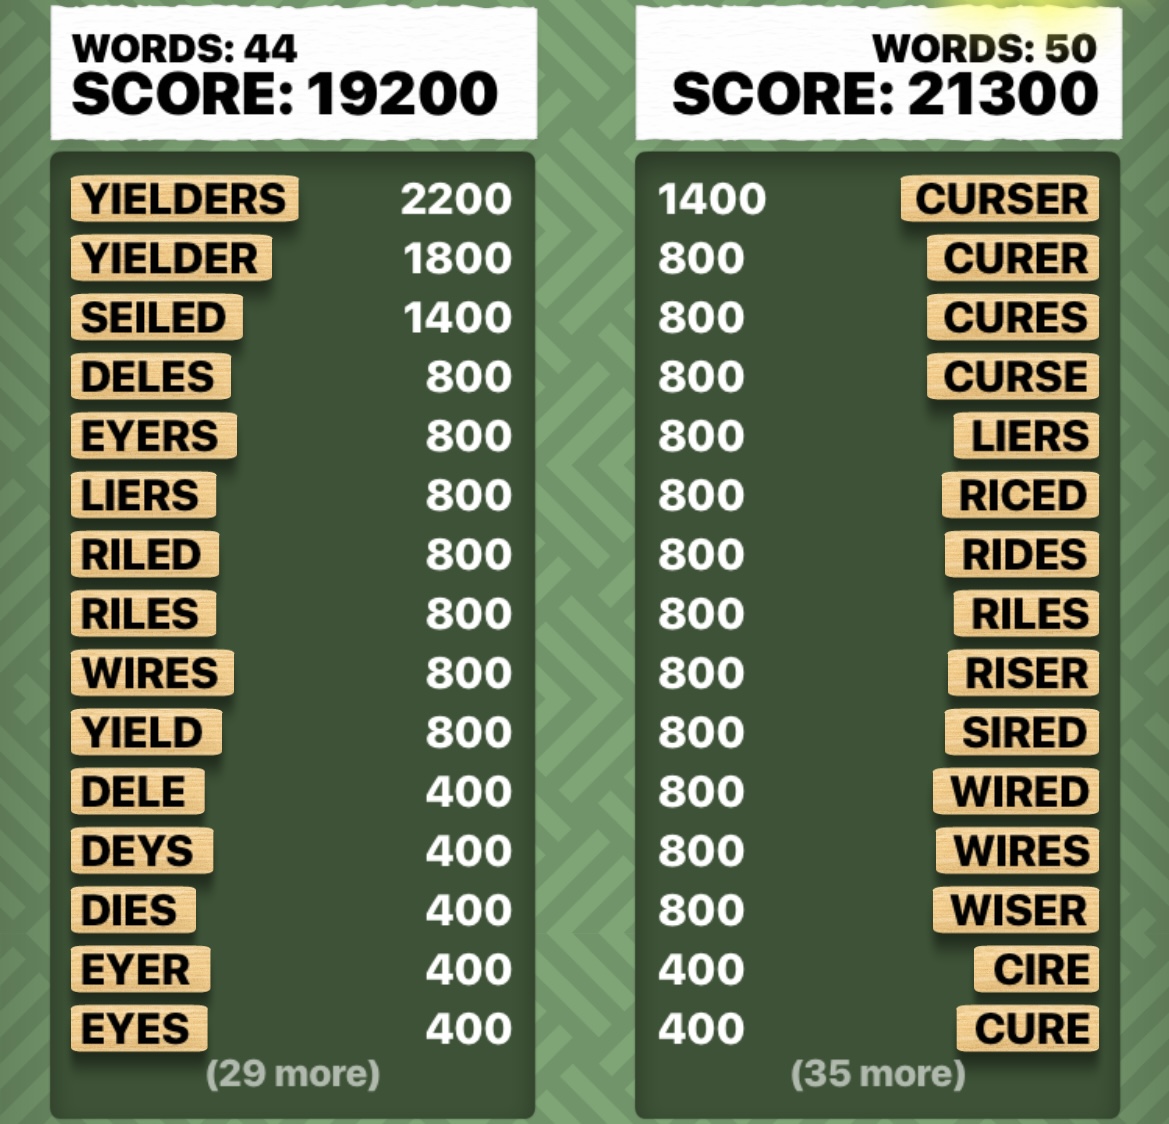 WORDS: 44
SCORE: 19200
YIELDERS 2200
YIELDER 1800
SEILED 1400
DELES 800
EYERS 800
LIERS 800
RILED 800
RILES 800
WIRES 800
YIELD 800
DELE 400
DEYS 400
DIES 400
EYER 400
EYES 400
(29 more)
WORDS: 50
SCORE: 21300
1400 CURSER
800 CURER
800 CURES
800 CURSE
800 LIERS
800 RICED
800 RIDES
800 RILES
800 RISER
800 SIRED
800 WIRED
800 WIRES
800 WISER
400 CIRE
400 CURE
(35 more)